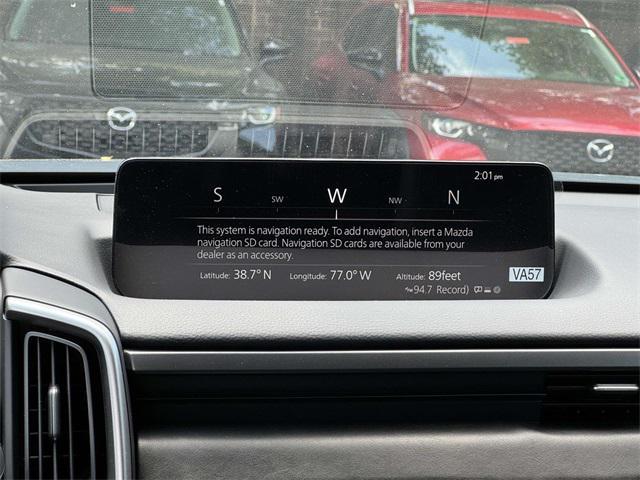 2:01pm
S SW W NW N
This system is navigation ready. To add navigation, insert a Mazda
navigation SD card. Navigation SD cards are available from your
dealer as an accessory.
Latitude: 38.7° N Longitude: 77.0° W Altitude: 89feet
VA57
94.7 Record)